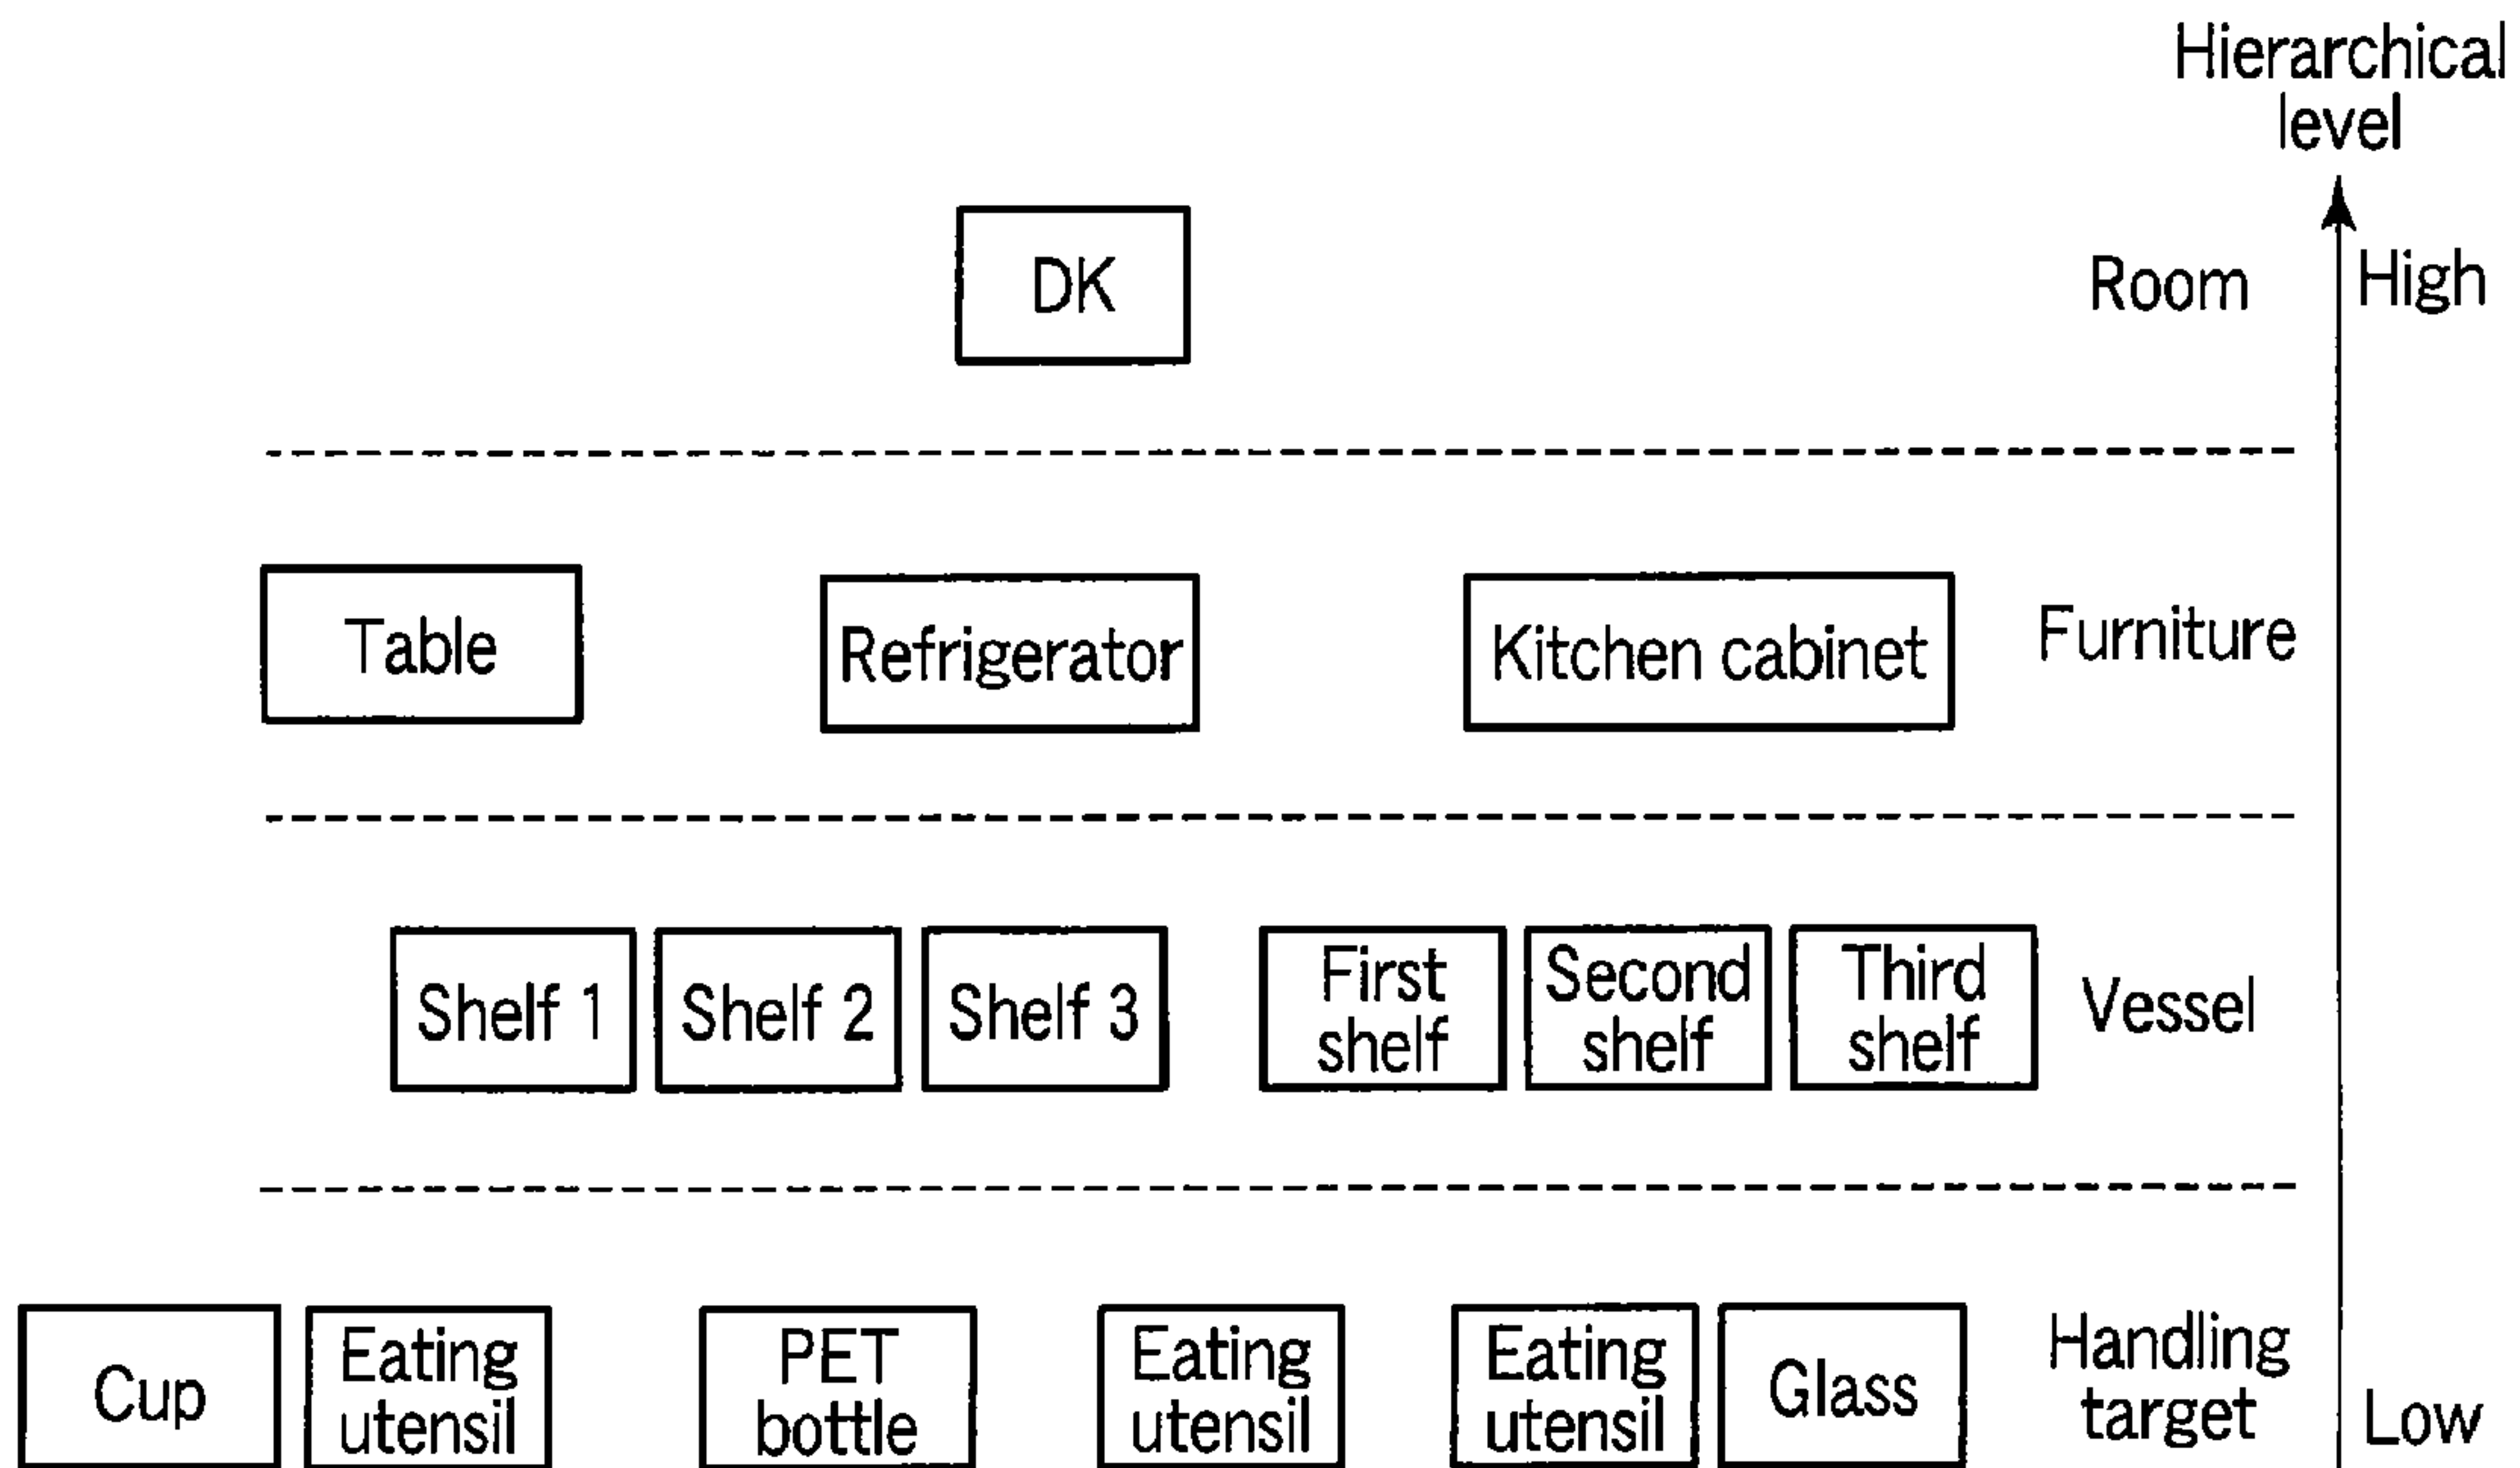 Hierarchical
level
DK
Room
High
Table
Refrigerator
Kitchen cabinet
Furniture
Shelf 1
Shelf 2
Shelf 3
First
shelf
Second
shelf
Third
shelf
Vessel
Cup
Eating
utensil
PET
bottle
Eating
utensil
Eating
utensil
Glass
Handling
target
Low